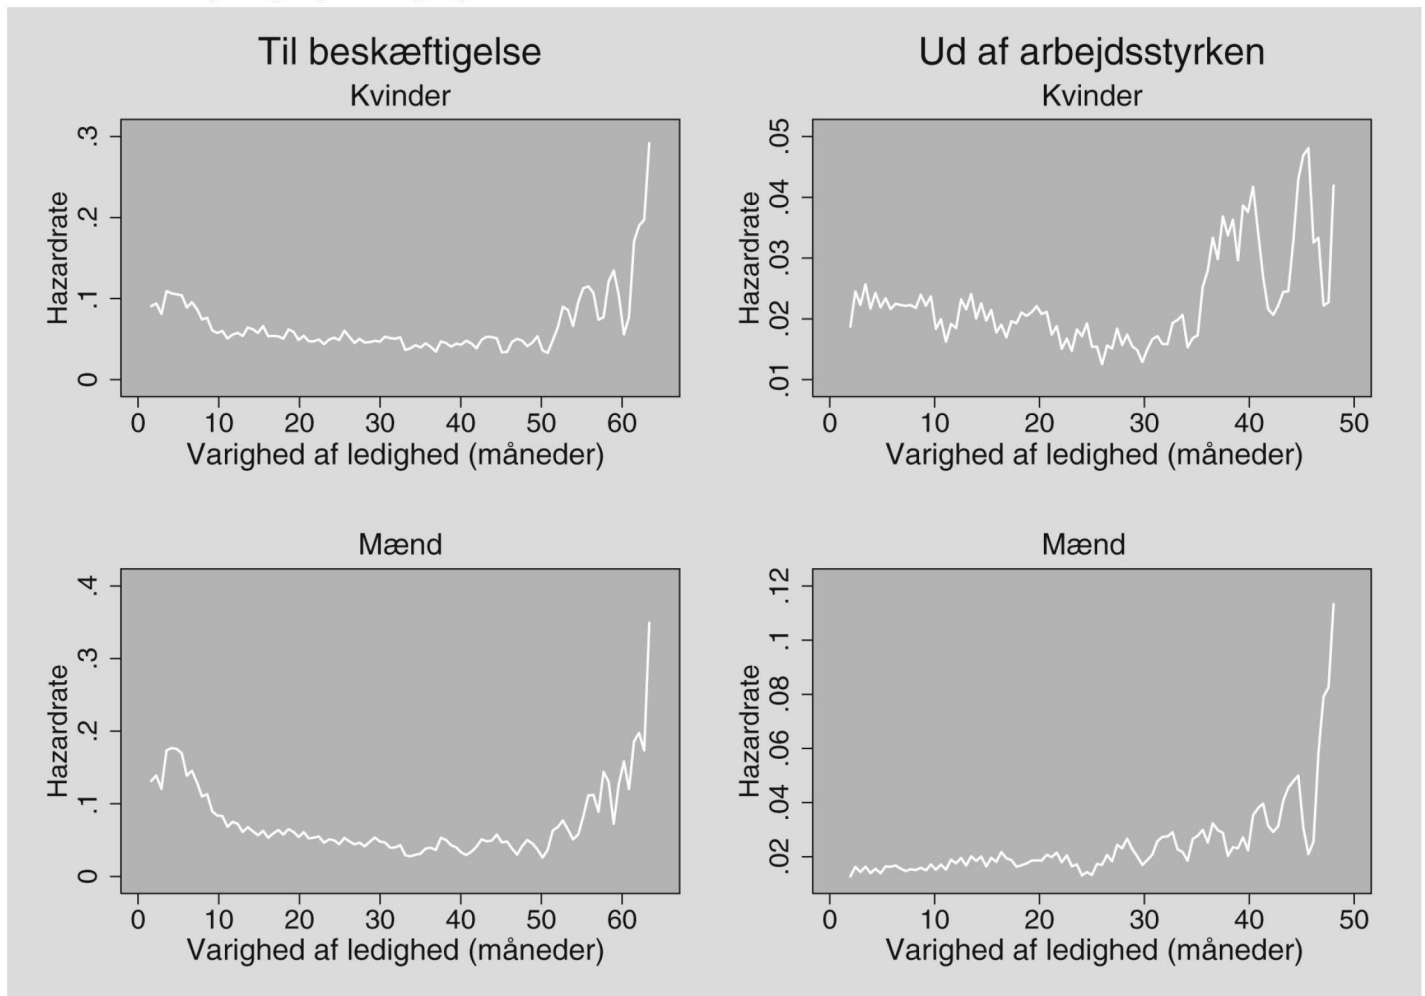 Til beskæftigelse
Kvinder
Hazardrate
.3
.2
.1
0
0 10 20 30 40 50 60
Varighed af ledighed (måneder)
Ud af arbejdsstyrken
Kvinder
Hazardrate
.05
.04
.03
.02
.01
0 10 20 30 40 50
Varighed af ledighed (måneder)
Mænd
Hazardrate
.4
.3
.2
.1
0
0 10 20 30 40 50 60
Varighed af ledighed (måneder)
Mænd
Hazardrate
.12
.1
.08
.06
.04
.02
0 10 20 30 40 50
Varighed af ledighed (måneder)